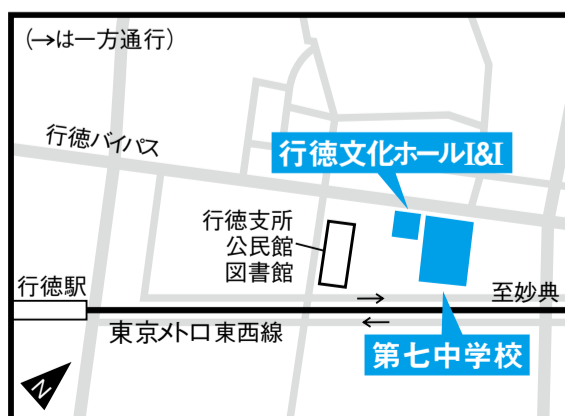 (→は一方通行)
行徳バイパス
行徳文化ホールI&I
行徳支所
公民館
図書館
行徳駅
至妙典
→
←
東京メトロ東西線
第七中学校
N